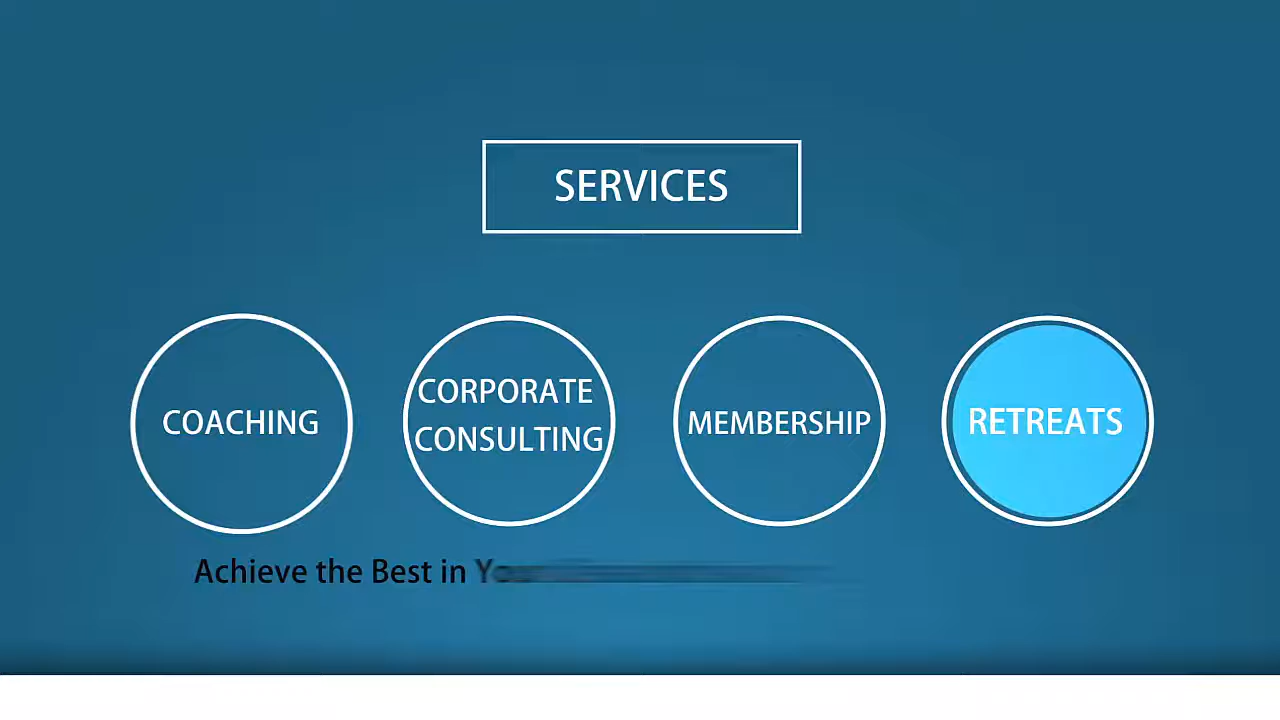 SERVICES
COACHING
CORPORATE
CONSULTING
MEMBERSHIP
RETREATS
Achieve the Best in